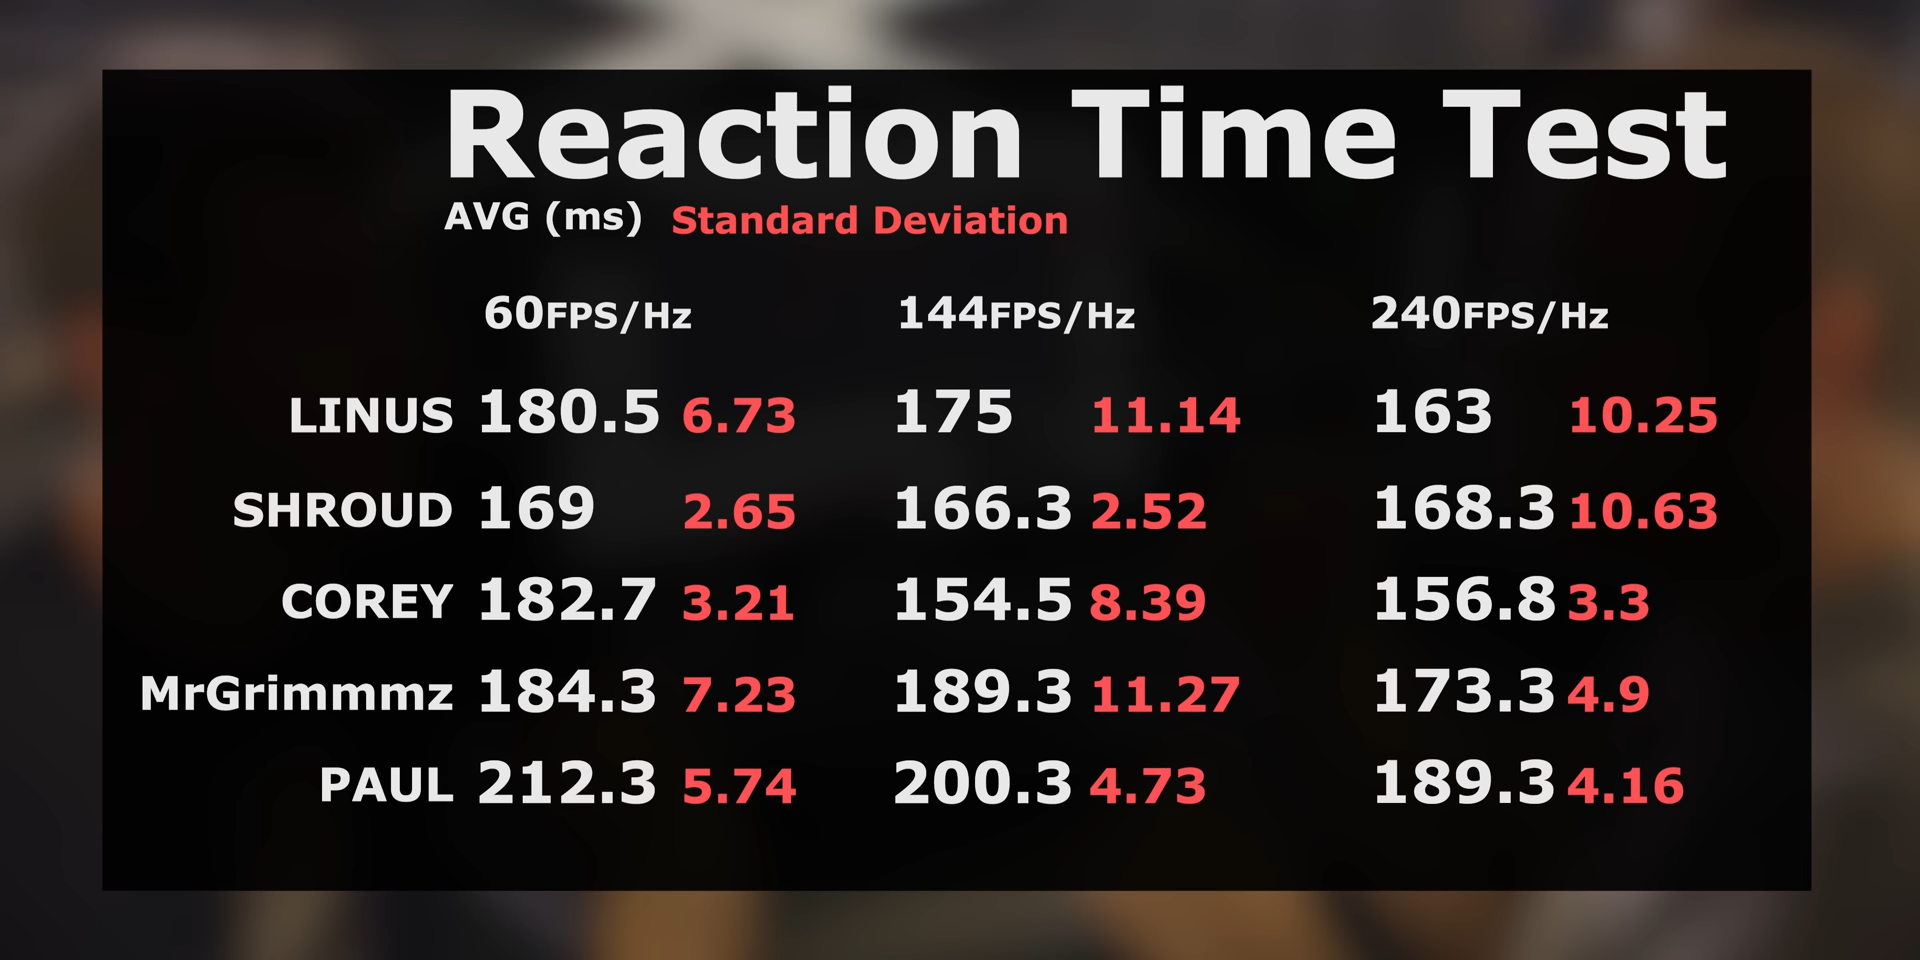 Reaction Time Test
AVG (ms) Standard Deviation
60FPS/Hz 144FPS/Hz 240FPS/Hz
LINUS 180.5 6.73 175 11.14 163 10.25
SHROUD 169 2.65 166.3 2.52 168.3 10.63
COREY 182.7 3.21 154.5 8.39 156.8 3.3
MrGrimmmz 184.3 7.23 189.3 11.27 173.3 4.9
PAUL 212.3 5.74 200.3 4.73 189.3 4.16